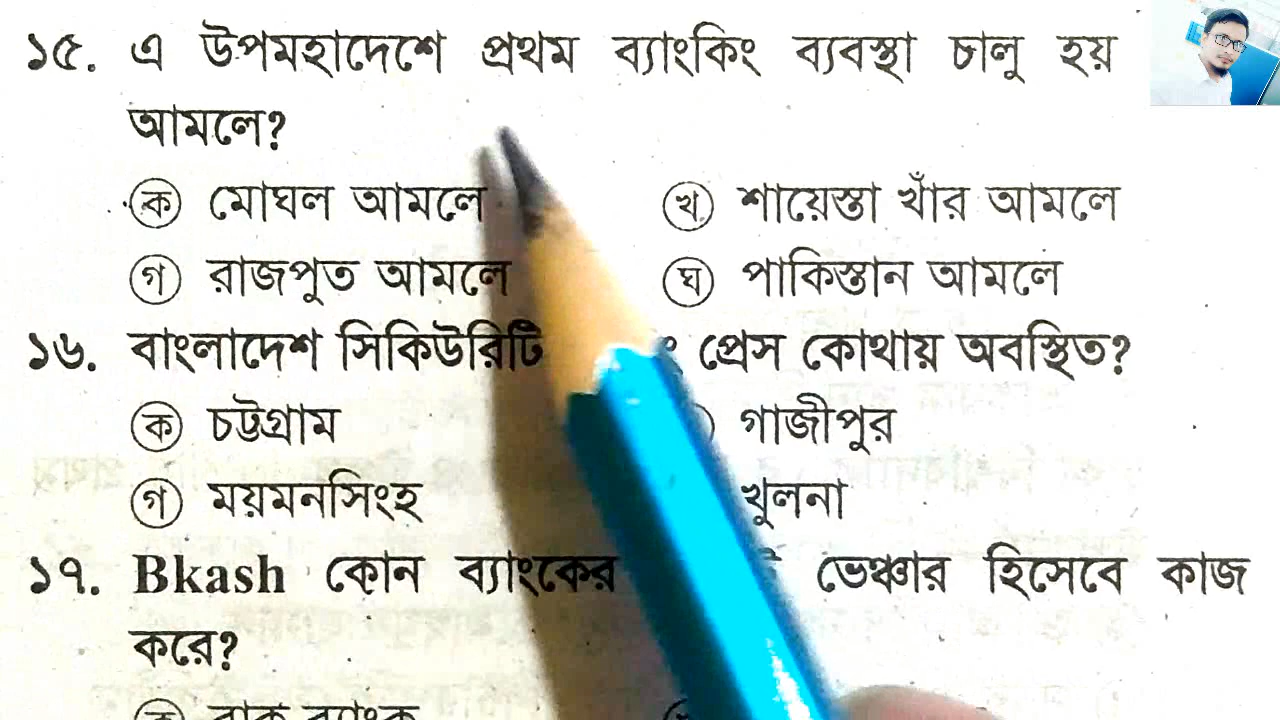 ১৫. এ উপমহাদেশে প্রথম ব্যাংকিং ব্যবস্থা চালু হয়
আমলে?
ক মোঘল আমলে খ শায়েস্তা খাঁর আমলে
গ রাজপুত আমলে ঘ পাকিস্তান আমলে
১৬. বাংলাদেশ সিকিউরিটি প্রেস কোথায় অবস্থিত?
ক চট্টগ্রাম গাজীপুর
গ ময়মনসিংহ খুলনা
১৭. Bkash কোন ব্যাংকের ভেঞ্চার হিসেবে কাজ
করে?